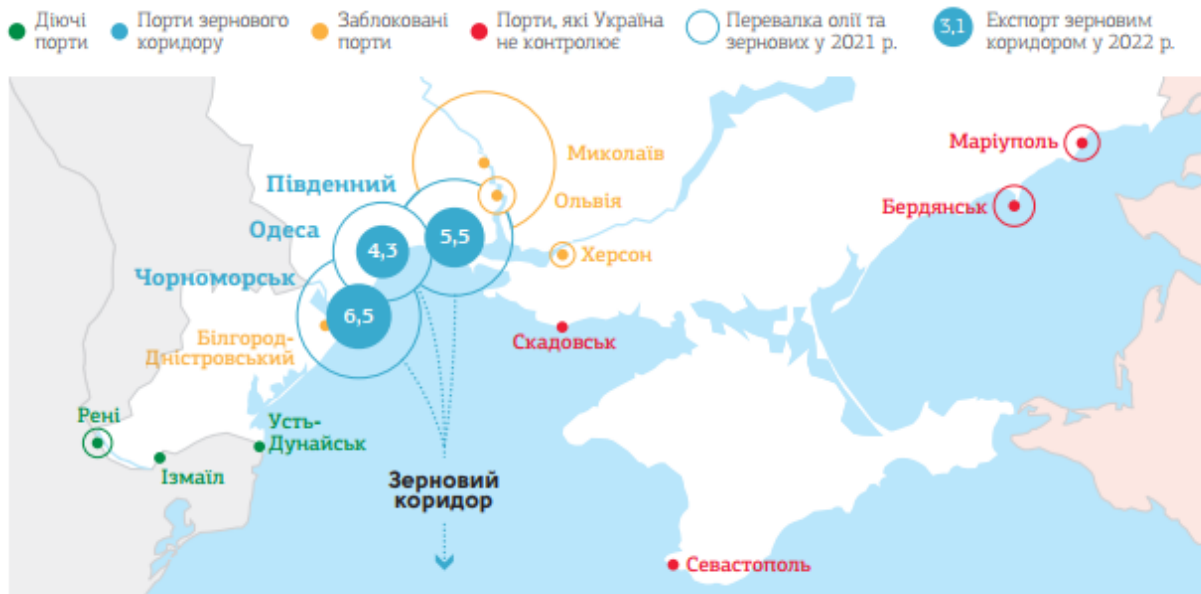 Діючі
порти
Порти зернового
коридору
Заблоковані
порти
Порти, які Україна
не контролює
Перевалка олії та
зернових у 2021 р.
3,1
Експорт зерновим
коридором у 2022 р.
Маріуполь
Миколаїв
Південний
Ольвія
Бердянськ
Одеса
5,5
4,3
Херсон
Чорноморськ
6,5
Білгород-
Дністровський
Скадовськ
Рені
Усть-
Дунайськ
Ізмаїл
Зерновий
коридор
Севастополь